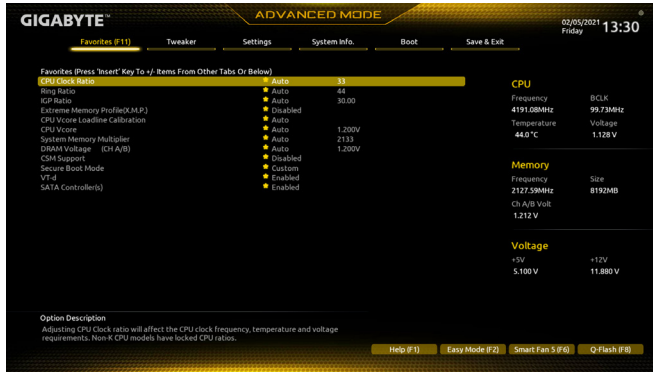 GIGABYTE™
ADVANCED MODE
02/05/2021 Friday 13:30
Favorites (F11) Tweaker Settings System Info. Boot Save & Exit
Favorites (Press 'Insert' Key To +/- Items From Other Tabs Or Below)
CPU Clock Ratio Auto 33
Ring Ratio Auto 44
IGP Ratio Auto 30.00
Extreme Memory Profile(X.M.P.) Disabled
CPU Vcore Loadline Calibration Auto
CPU Vcore Auto 1.200V
System Memory Multiplier Auto 2133
DRAM Voltage (CH A/B) Auto 1.200V
CSM Support Disabled
Secure Boot Mode Custom
VT-d Enabled
SATA Controller(s) Enabled
CPU
Frequency BCLK
4191.08MHz 99.73MHz
Temperature Voltage
44.0 °C 1.128 V
Memory
Frequency Size
2127.59MHz 8192MB
Ch A/B Volt
1.212 V
Voltage
+5V +12V
5.100 V 11.880 V
Option Description
Adjusting CPU Clock ratio will affect the CPU clock frequency, temperature and voltage
requirements. Non-K CPU models have locked CPU ratios.
Help (F1) Easy Mode (F2) Smart Fan 5 (F6) Q-Flash (F8)